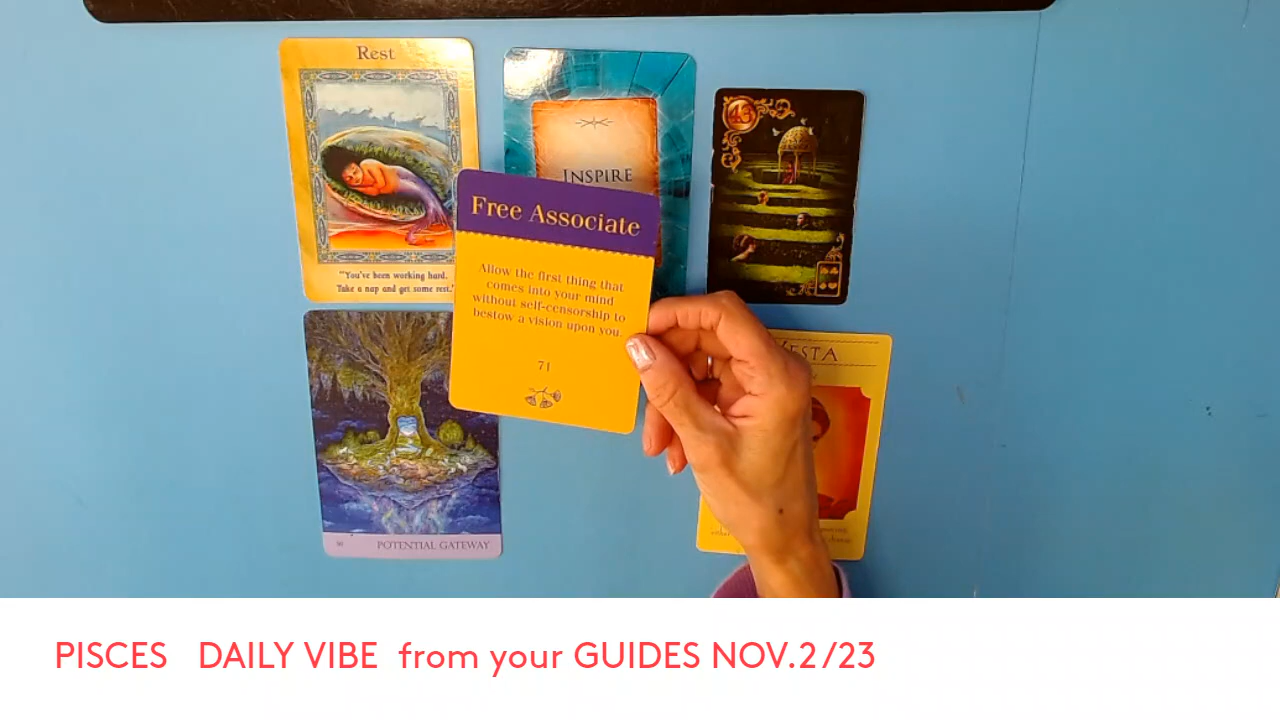 Rest
"You've been working hard.
Take a nap and get some rest."
INSPIRE
43
Free Associate
Allow the first thing that
comes into your mind
without self-censorship to
bestow a vision upon you.
71
POTENTIAL GATEWAY
VESTA
PISCES DAILY VIBE from your GUIDES NOV.2/23